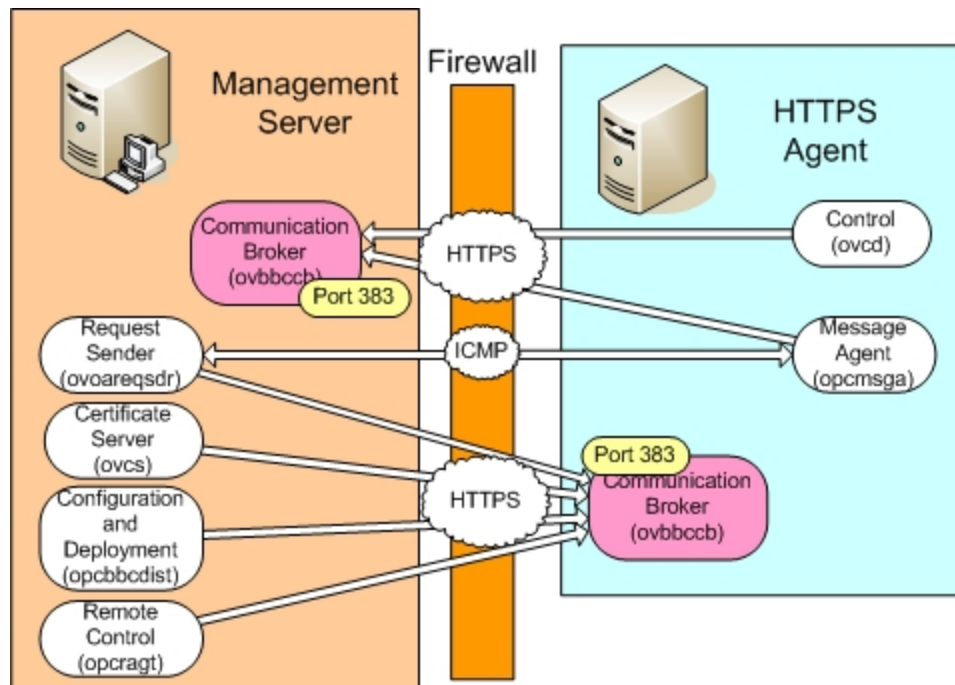 Management
Server
Firewall
HTTPS
Agent
Communication
Broker
(ovbbccb)
Port 383
HTTPS
Control
(ovcd)
Request
Sender
(ovoareqsdr)
ICMP
Message
Agent
(opcmsga)
Certificate
Server
(ovcs)
HTTPS
Port 383
Communication
Broker
(ovbbccb)
Configuration
and
Deployment
(opcbbcdist)
Remote
Control
(opcragt)